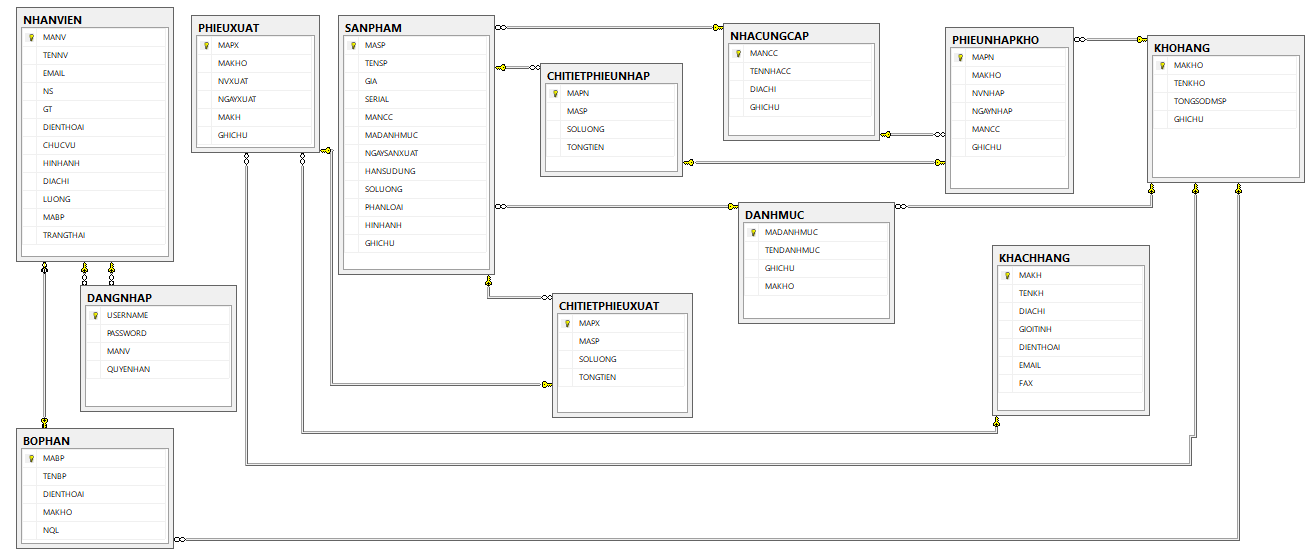 NHANVIEN
MANV
TENNV
EMAIL
NS
GT
DIENTHOAI
CHUCVU
HINHANH
DIACHI
LUONG
MABP
TRANGTHAI
PHIEUXUAT
MAPX
MAKHO
NVXUAT
NGAYXUAT
MAKH
GHICHU
SANPHAM
MASP
TENSP
GIA
SERIAL
MANCC
MADANHMUC
NGAYSANXUAT
HANSUDUNG
SOLUONG
PHANLOAI
HINHANH
GHICHU
CHITIETPHIEUNHAP
MAPN
MASP
SOLUONG
TONGTIEN
NHACUNGCAP
MANCC
TENNHACC
DIACHI
GHICHU
PHIEUNHAPKHO
MAPN
MAKHO
NVNHAP
NGAYNHAP
MANCC
GHICHU
KHOHANG
MAKHO
TENKHO
TONGSODMSP
GHICHU
DANHMUC
MADANHMUC
TENDANHMUC
GHICHU
MAKHO
KHACHHANG
MAKH
TENKH
DIACHI
GIOITINH
DIENTHOAI
EMAIL
FAX
DANGNHAP
USERNAME
PASSWORD
MANV
QUYENHAN
CHITIETPHIEUXUAT
MAPX
MASP
SOLUONG
TONGTIEN
BOPHAN
MABP
TENBP
DIENTHOAI
MAKHO
NQL